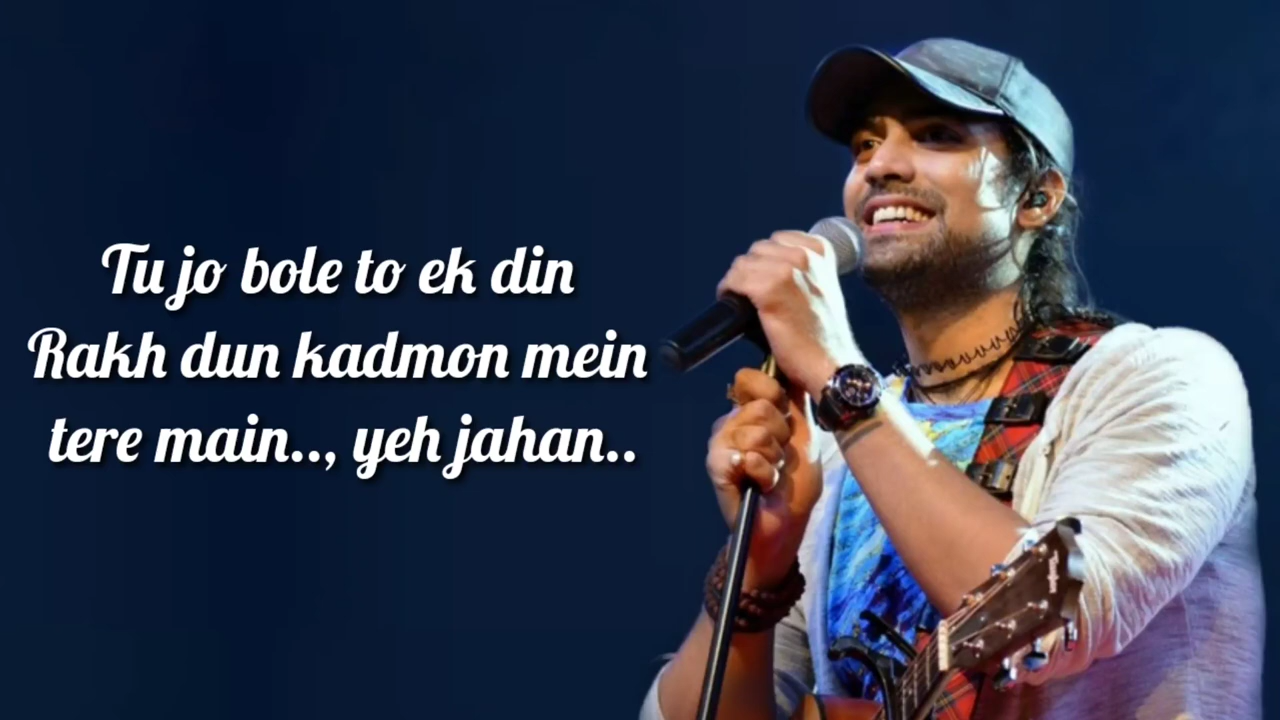 Tu jo bole to ek din
Rakh dun kadmon mein
tere main.., yeh jahan..